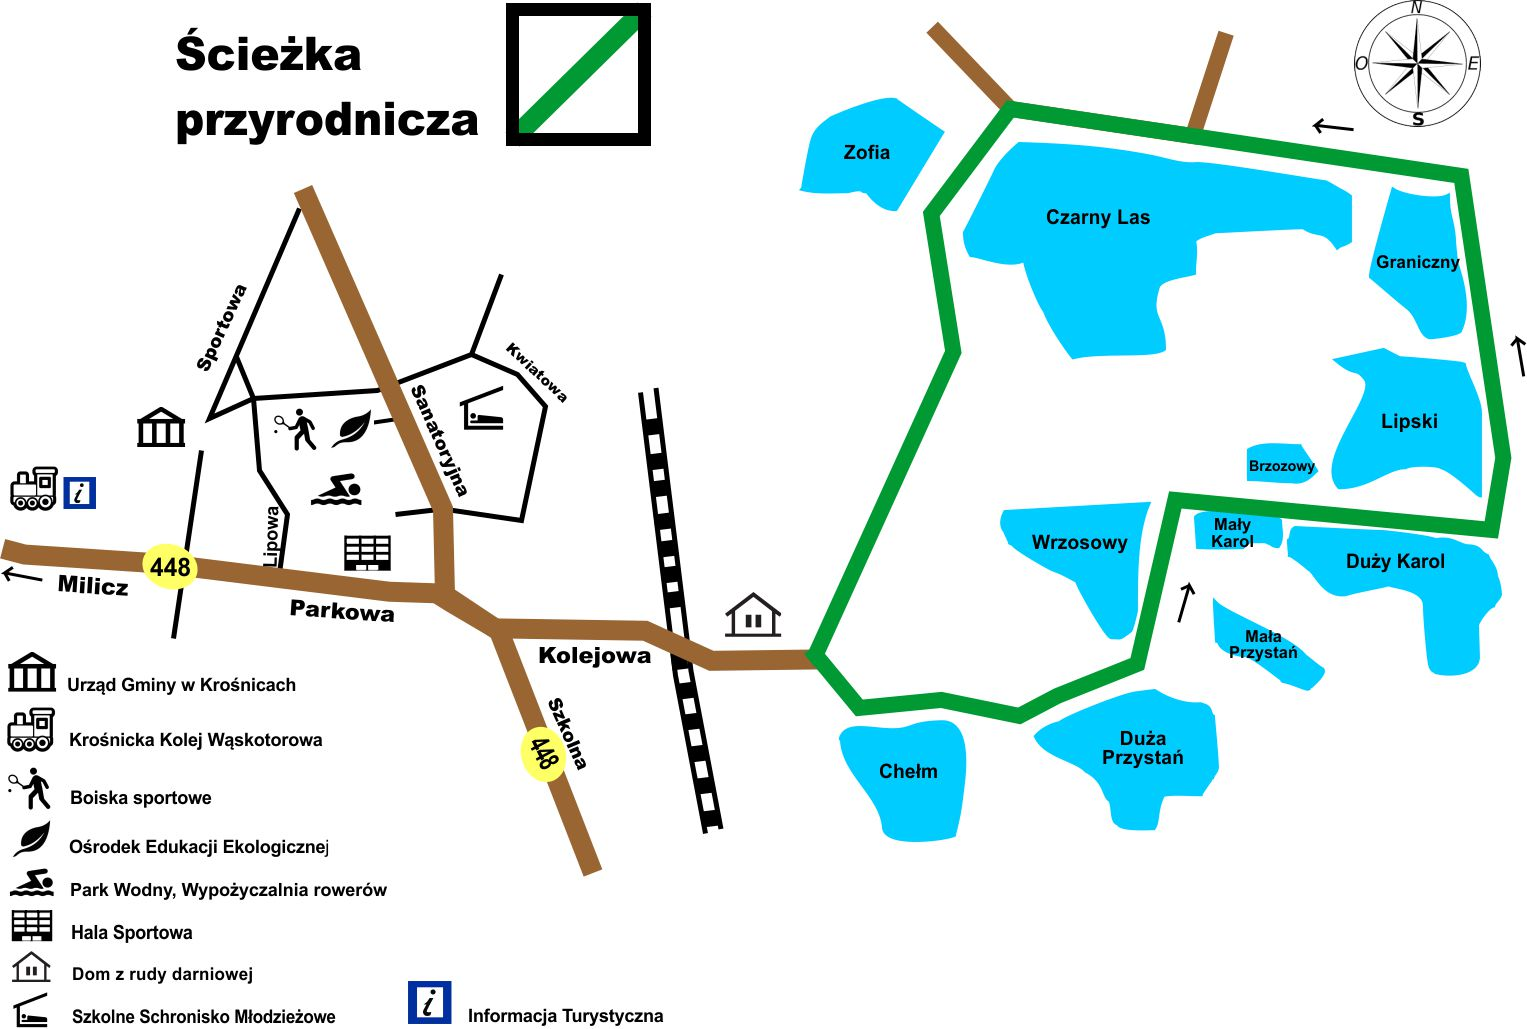 Ścieżka
przyrodnicza
N
O
E
S
Zofia
Czarny Las
Graniczny
Lipski
Brzozowy
Mały
Karol
Duży Karol
Wrzosowy
Mała
Przystań
Duża
Przystań
Chełm
Sportowa
Kwiatowa
Sanatoryjna
Lipowa
i
448
Milicz
Parkowa
Kolejowa
Szkolna
448
Urząd Gminy w Krośnicach
Krośnicka Kolej Wąskotorowa
Boiska sportowe
Ośrodek Edukacji Ekologicznej
Park Wodny, Wypożyczalnia rowerów
Hala Sportowa
Dom z rudy darniowej
Szkolne Schronisko Młodzieżowe
i
Informacja Turystyczna